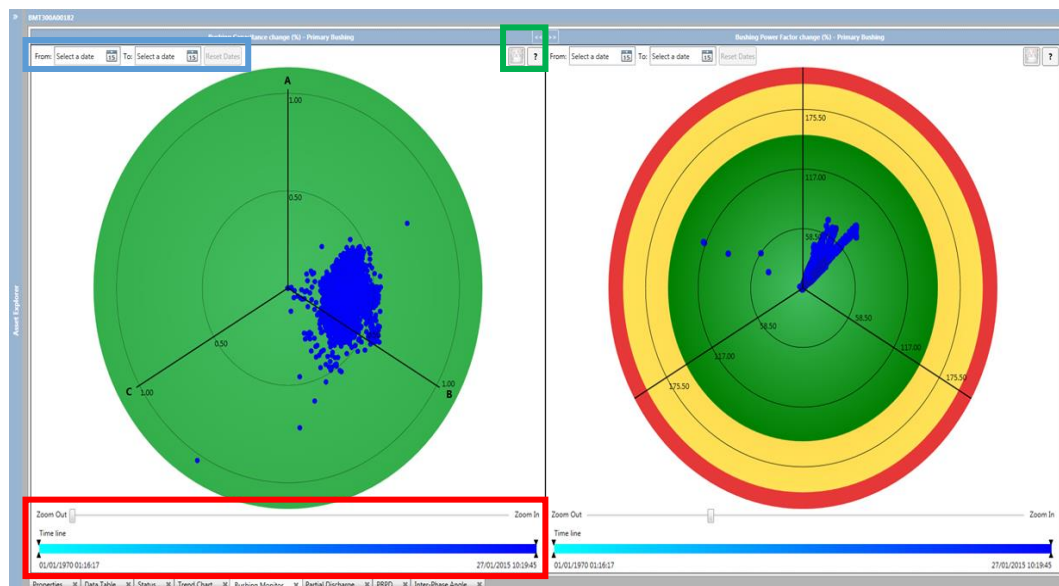 BMT300A00182
Bushing Capacitance change (%) - Primary Bushing
Bushing Power Factor change (%) - Primary Bushing
From: Select a date 15 To: Select a date 15 Reset Dates ?
From: Select a date 15 To: Select a date 15 Reset Dates ?
A
1.00
0.50
0.50
C 1.00
1.00
B
175.50
117.00
58.50
58.50
58.50
117.00
117.00
175.50
175.50
Asset Explorer
Zoom Out Zoom In
Time line
01/01/1970 01:16:17 27/01/2015 10:19:45
Zoom Out Zoom In
Time line
01/01/1970 01:16:17 27/01/2015 10:19:45
Properties Data Table Status Trend Chart Bushing Monitor Partial Discharge PRPD Inter-Phase Angle